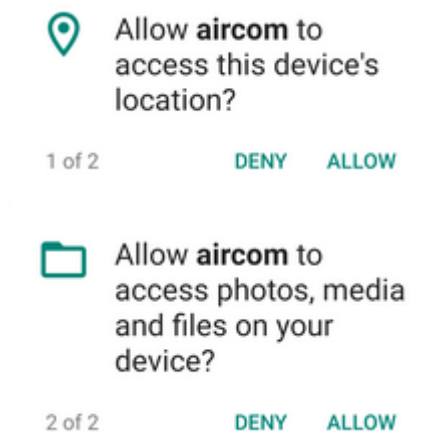 Allow aircom to
access this device's
location?
1 of 2 DENY ALLOW
Allow aircom to
access photos, media
and files on your
device?
2 of 2 DENY ALLOW